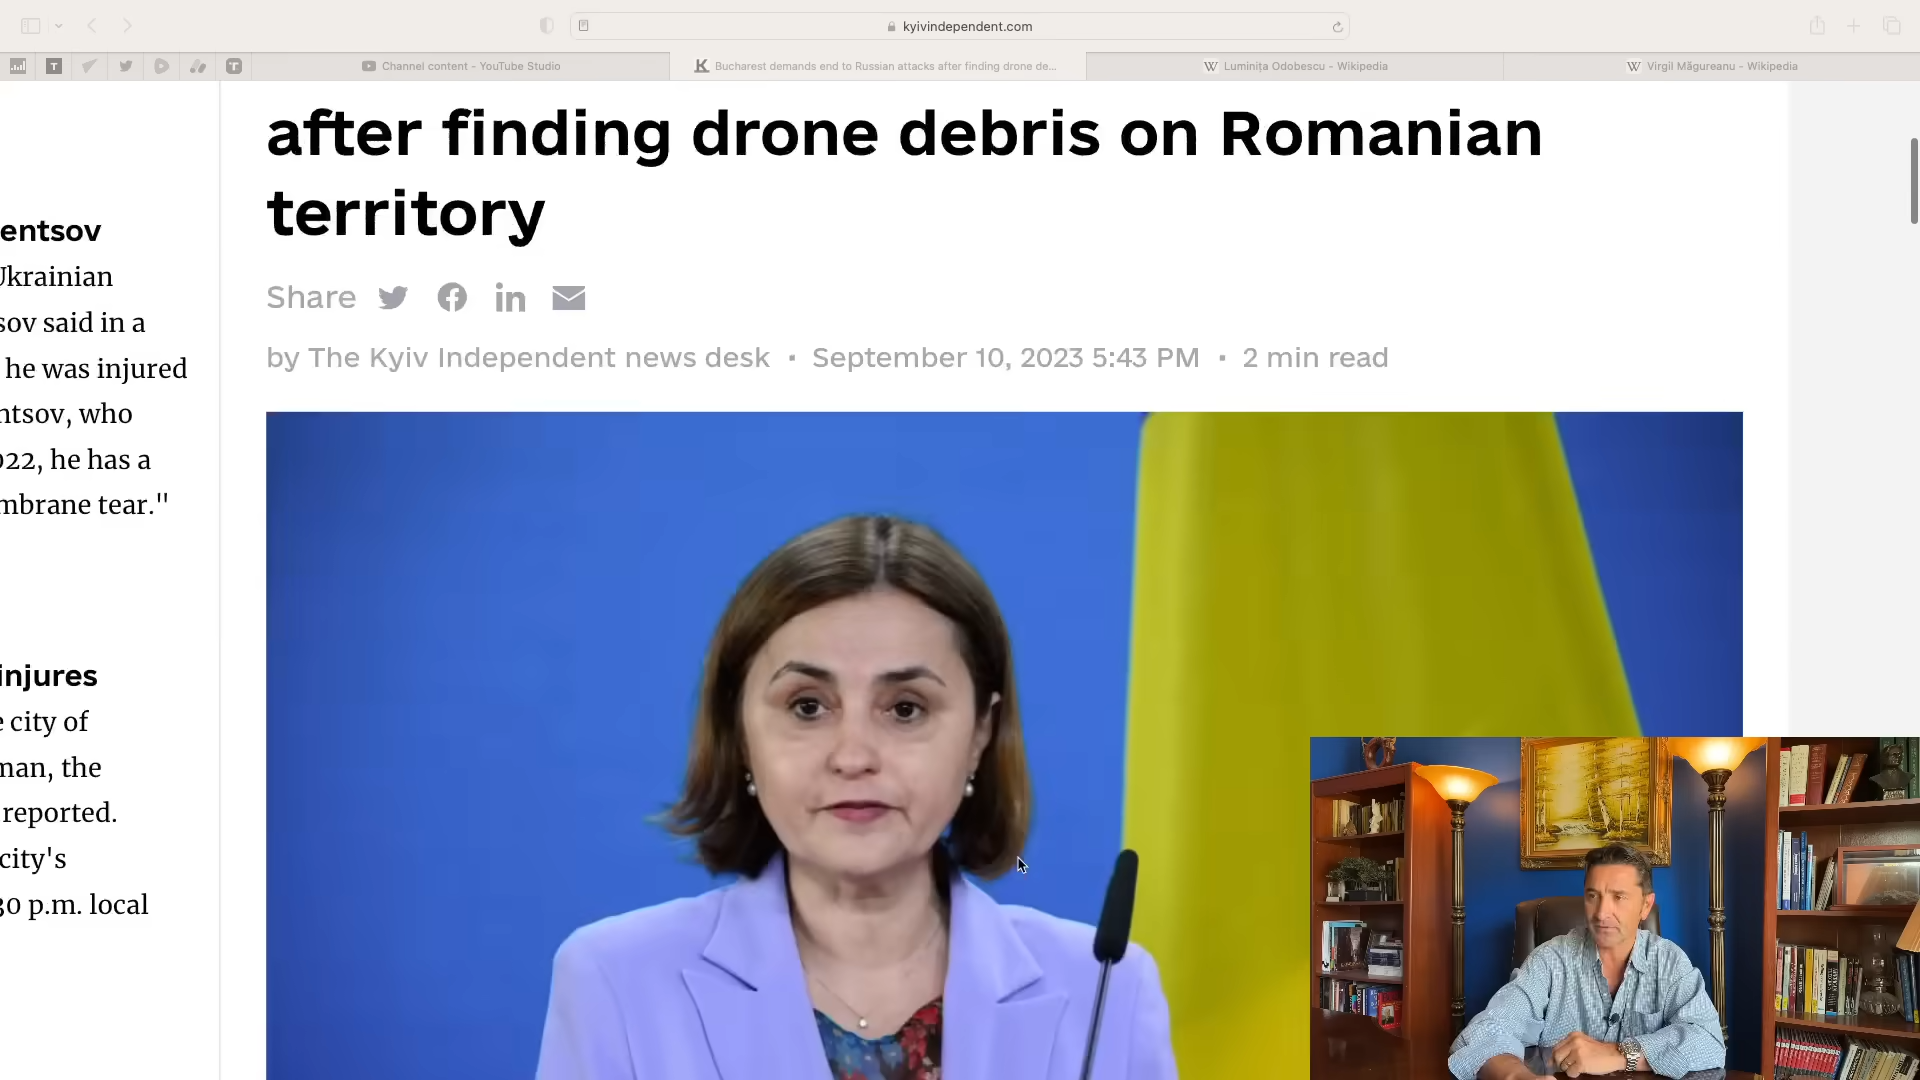 kyivindependent.com
Channel content - YouTube Studio
Bucharest demands end to Russian attacks after finding drone de...
Luminița Odobescu - Wikipedia
Virgil Măgureanu - Wikipedia
after finding drone debris on Romanian
territory
Share
by The Kyiv Independent news desk · September 10, 2023 5:43 PM · 2 min read
entsov
Ukrainian
sov said in a
he was injured
ntsov, who
022, he has a
mbrane tear."
injures
e city of
man, the
reported.
city's
30 p.m. local